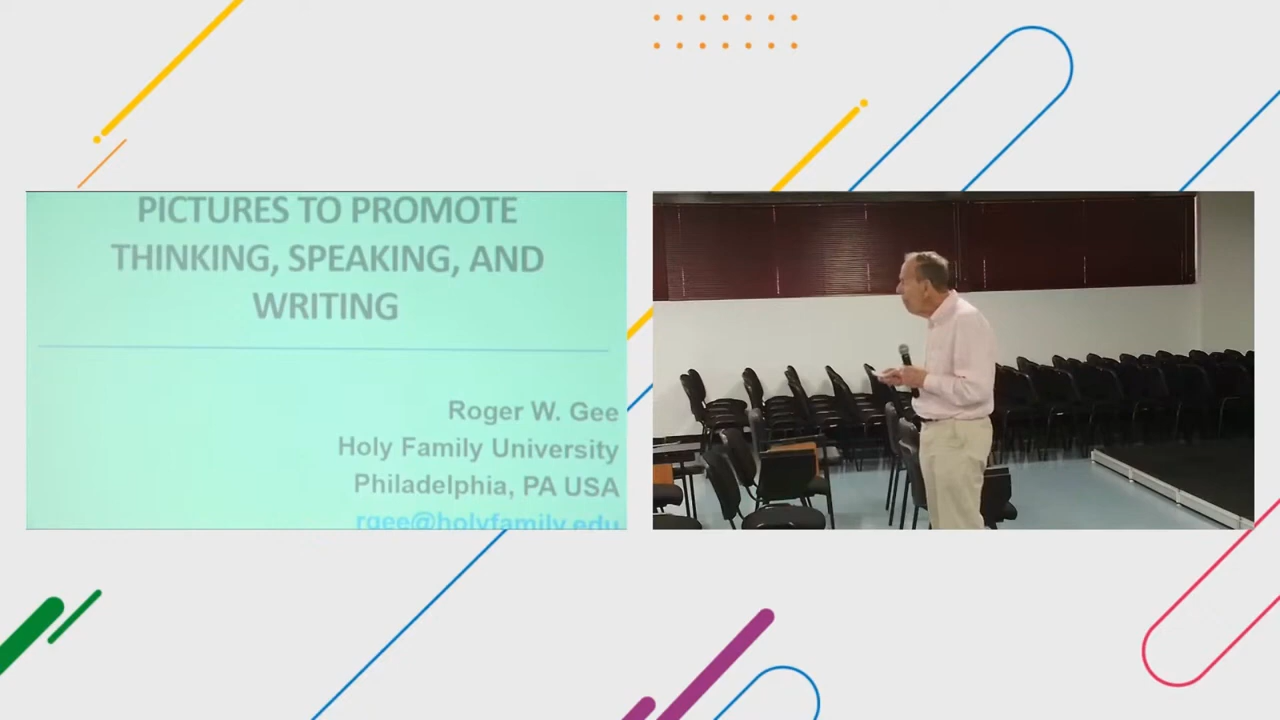 PICTURES TO PROMOTE
THINKING, SPEAKING, AND
WRITING
Roger W. Gee
Holy Family University
Philadelphia, PA USA
rgee@holyfamily.edu